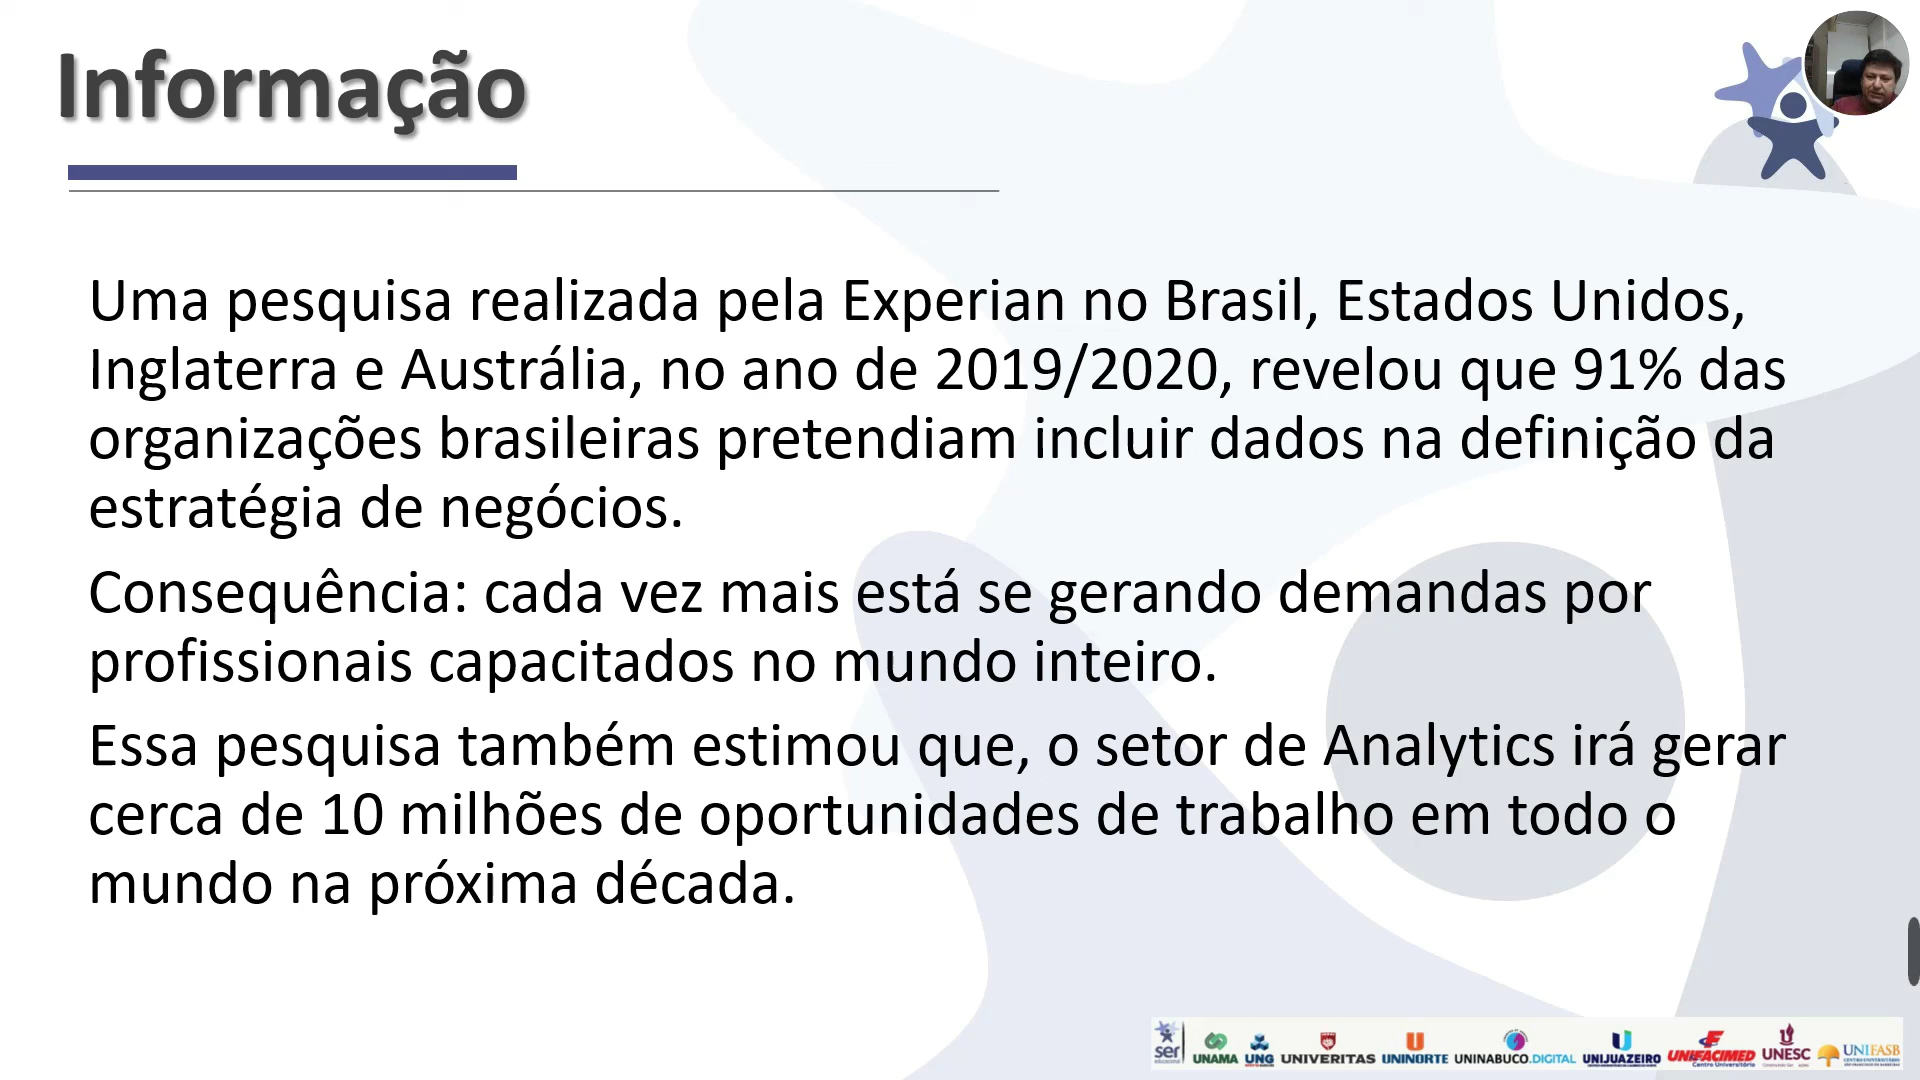 Informação
Uma pesquisa realizada pela Experian no Brasil, Estados Unidos,
Inglaterra e Austrália, no ano de 2019/2020, revelou que 91% das
organizações brasileiras pretendiam incluir dados na definição da
estratégia de negócios.
Consequência: cada vez mais está se gerando demandas por
profissionais capacitados no mundo inteiro.
Essa pesquisa também estimou que, o setor de Analytics irá gerar
cerca de 10 milhões de oportunidades de trabalho em todo o
mundo na próxima década.
ser UNAMA UNG UNIVERITAS UNINORTE UNINABUCO.DIGITAL UNIJUAZEIRO UNIFACIMED Centro Universitário UNESC UNIFASB